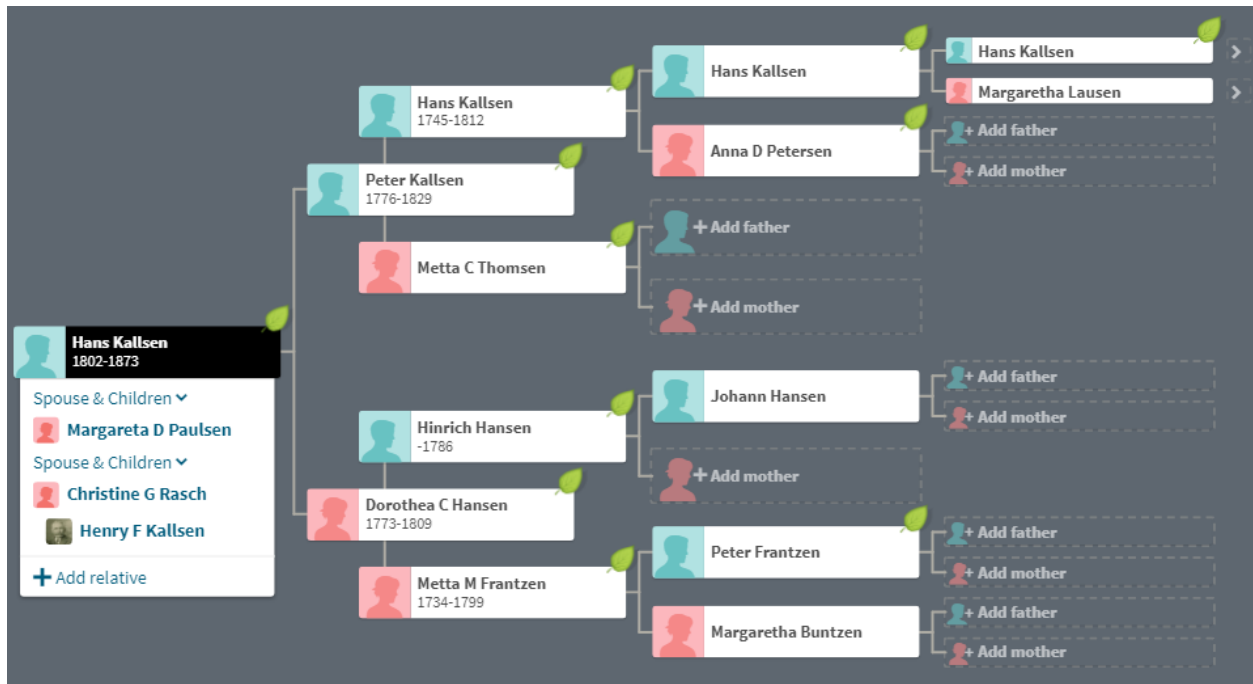 Hans Kallsen
1802-1873
Spouse & Children
Margareta D Paulsen
Spouse & Children
Christine G Rasch
Henry F Kallsen
+ Add relative
Peter Kallsen
1776-1829
Dorothea C Hansen
1773-1809
Hans Kallsen
1745-1812
Metta C Thomsen
Hinrich Hansen
-1786
Metta M Frantzen
1734-1799
Hans Kallsen
Anna D Petersen
+ Add father
+ Add mother
Johann Hansen
+ Add mother
Peter Frantzen
Margaretha Buntzen
Hans Kallsen
Margaretha Lausen
+ Add father
+ Add mother
+ Add father
+ Add mother
+ Add father
+ Add mother
+ Add father
+ Add mother